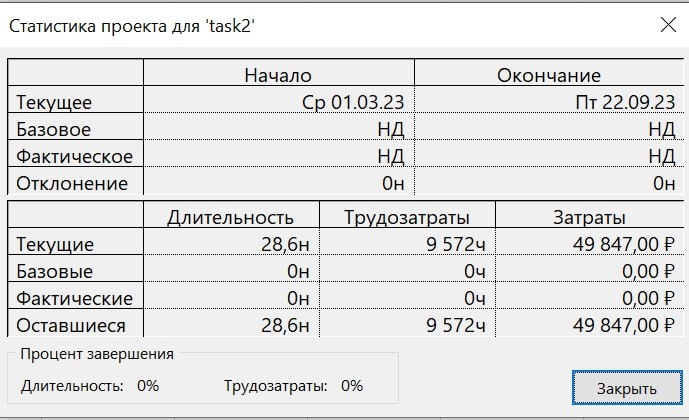 Статистика проекта для 'task2'
Начало Окончание
Текущее Ср 01.03.23 Пт 22.09.23
Базовое НД НД
Фактическое НД НД
Отклонение 0н 0н
Длительность Трудозатраты Затраты
Текущие 28,6н 9 572ч 49 847,00 ₽
Базовые 0н 0ч 0,00 ₽
Фактические 0н 0ч 0,00 ₽
Оставшиеся 28,6н 9 572ч 49 847,00 ₽
Процент завершения
Длительность: 0% Трудозатраты: 0%
Закрыть